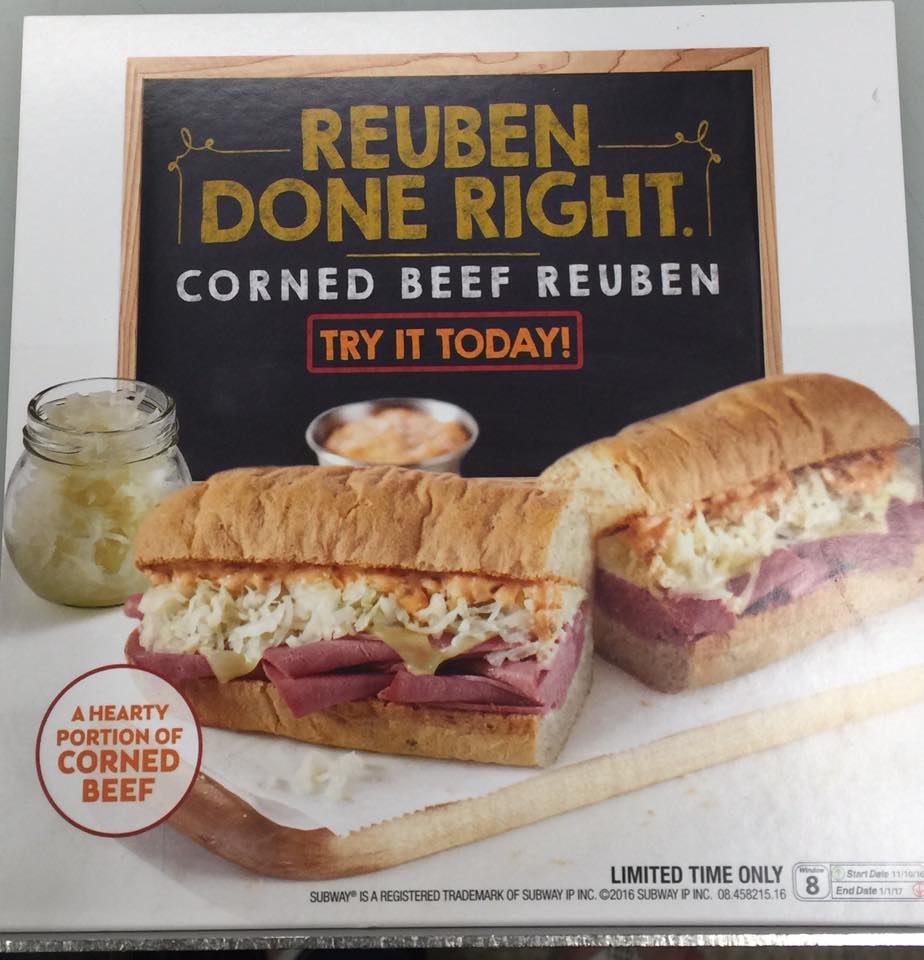 REUBEN
DONE RIGHT.
CORNED BEEF REUBEN
TRY IT TODAY!
A HEARTY
PORTION OF
CORNED
BEEF
LIMITED TIME ONLY
SUBWAY® IS A REGISTERED TRADEMARK OF SUBWAY IP INC. ©2016 SUBWAY IP INC. 08.458215.16
Window
8
Start Date 11/10/16
End Date 1/1/17